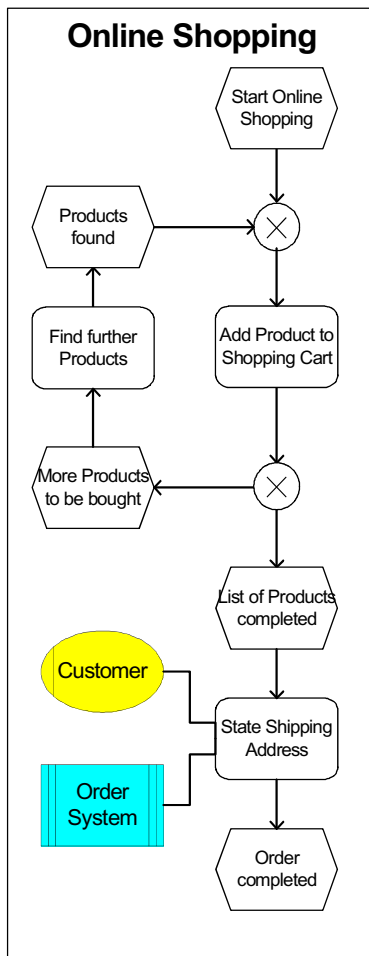 Online Shopping
Start Online
Shopping
Products
found
Find further
Products
Add Product to
Shopping Cart
More Products
to be bought
List of Products
completed
Customer
State Shipping
Address
Order
System
Order
completed